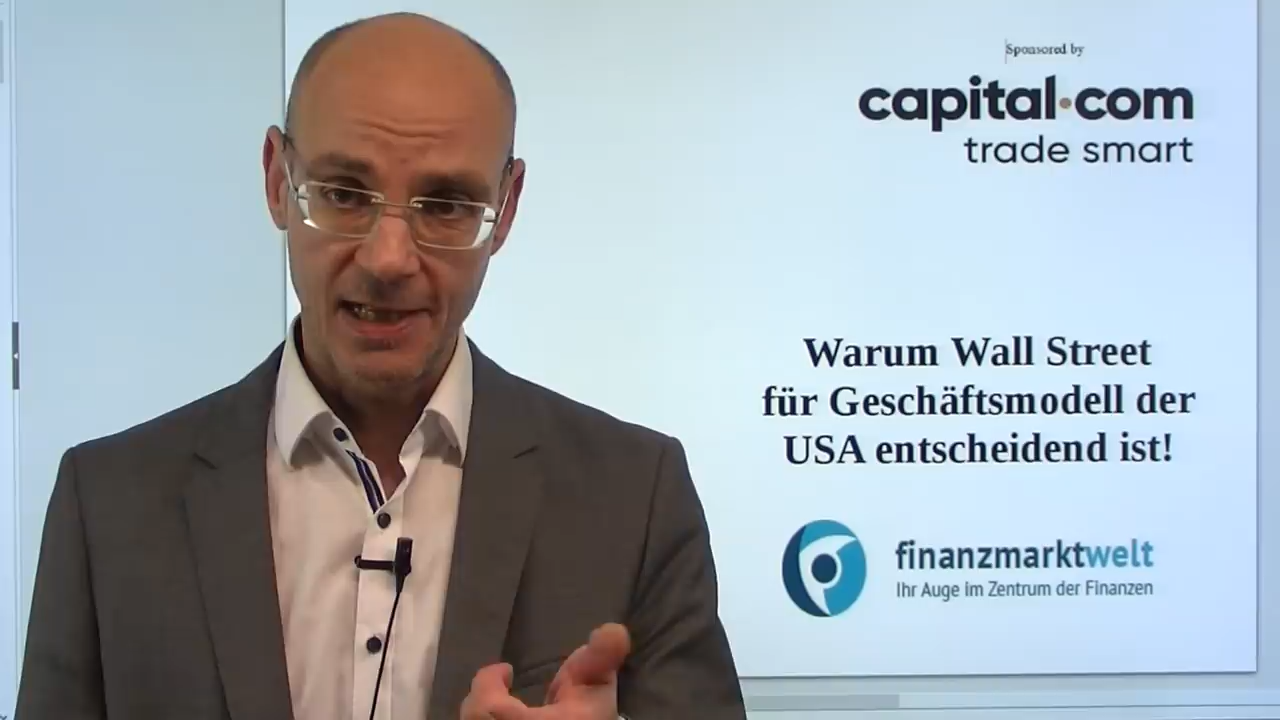 Sponsored by
capital.com
trade smart
Warum Wall Street
für Geschäftsmodell der
USA entscheidend ist!
finanzmarktwelt
Ihr Auge im Zentrum der Finanzen